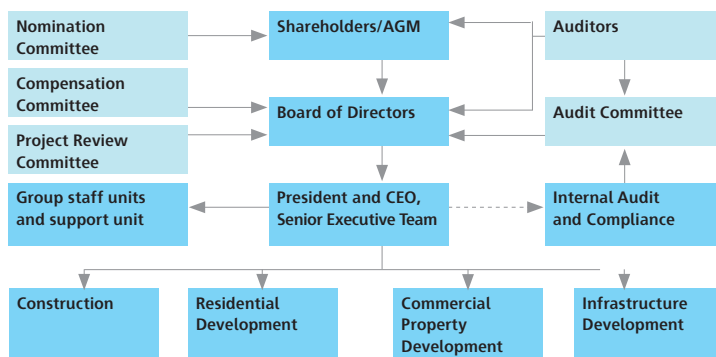 Nomination
Committee
Shareholders/AGM
Auditors
Compensation
Committee
Board of Directors
Audit Committee
Project Review
Committee
Group staff units
and support unit
President and CEO,
Senior Executive Team
Internal Audit
and Compliance
Construction
Residential
Development
Commercial
Property
Development
Infrastructure
Development